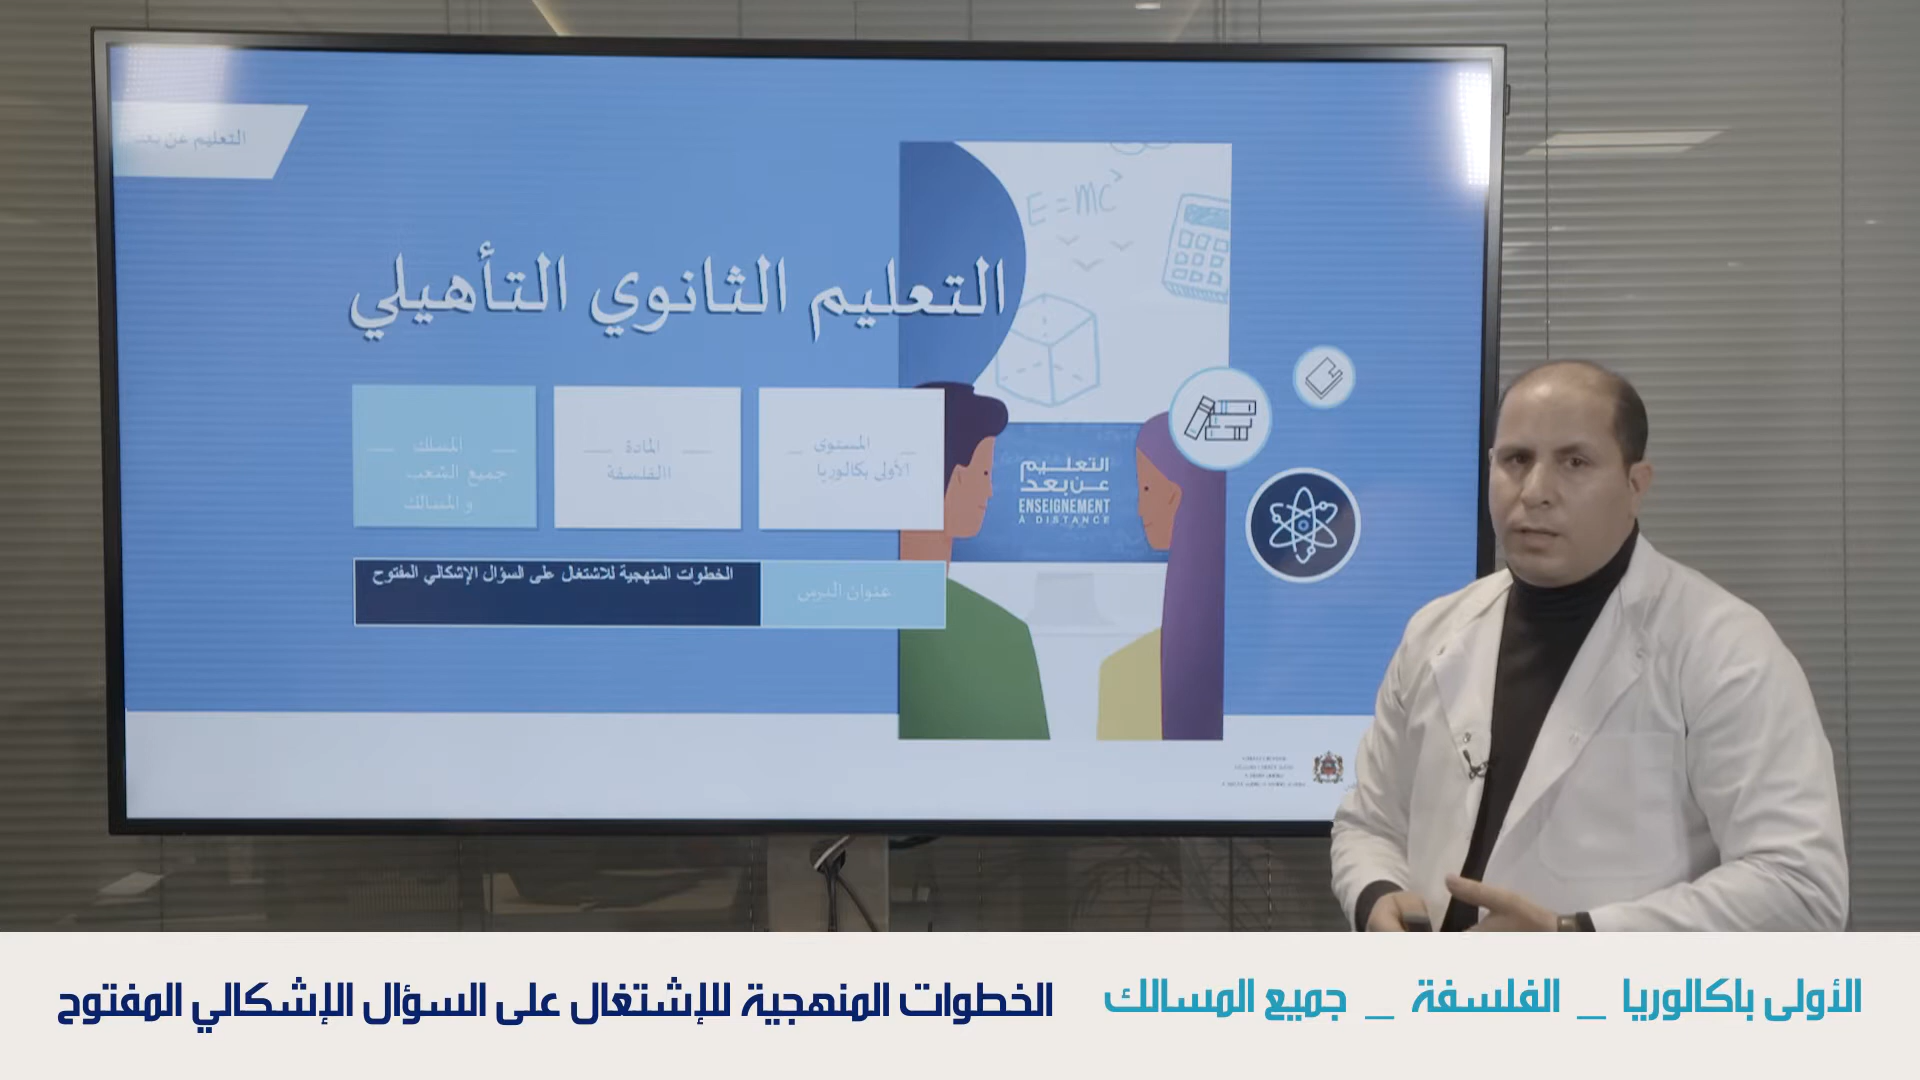 التعليم عن بعد
E = mc²
التعليم الثانوي التأهيلي
المستوى
الأولى بكالوريا
المادة
االفلسفة
المسلك
جميع الشعب
و المسالك
التعليم
عن بعد
ENSEIGNEMENT
À DISTANCE
عنوان الدرس
الخطوات المنهجية للاشتغال على السؤال الإشكالي المفتوح
الأولى باكالوريا _ الفلسفة _ جميع المسالك
الخطوات المنهجية للإشتغال على السؤال الإشكالي المفتوح